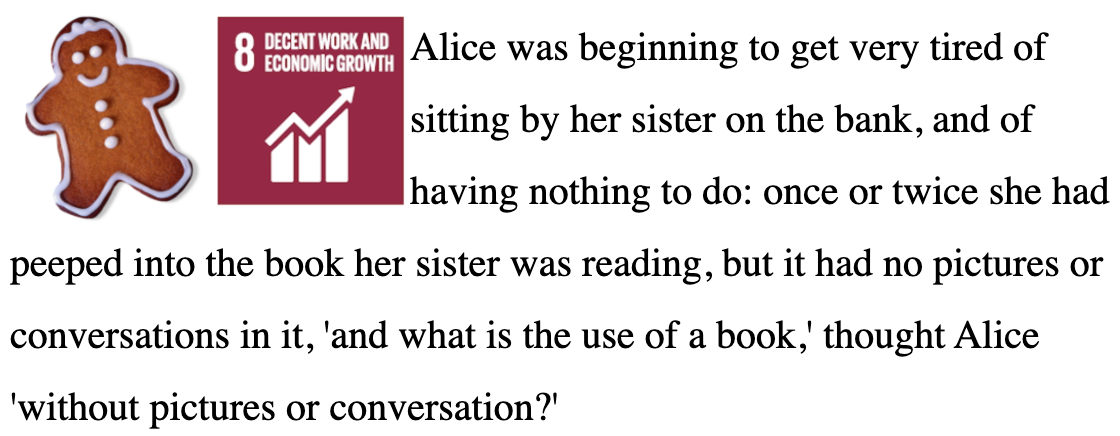 8 DECENT WORK AND
ECONOMIC GROWTH
Alice was beginning to get very tired of
sitting by her sister on the bank, and of
having nothing to do: once or twice she had
peeped into the book her sister was reading, but it had no pictures or
conversations in it, 'and what is the use of a book,' thought Alice
'without pictures or conversation?'